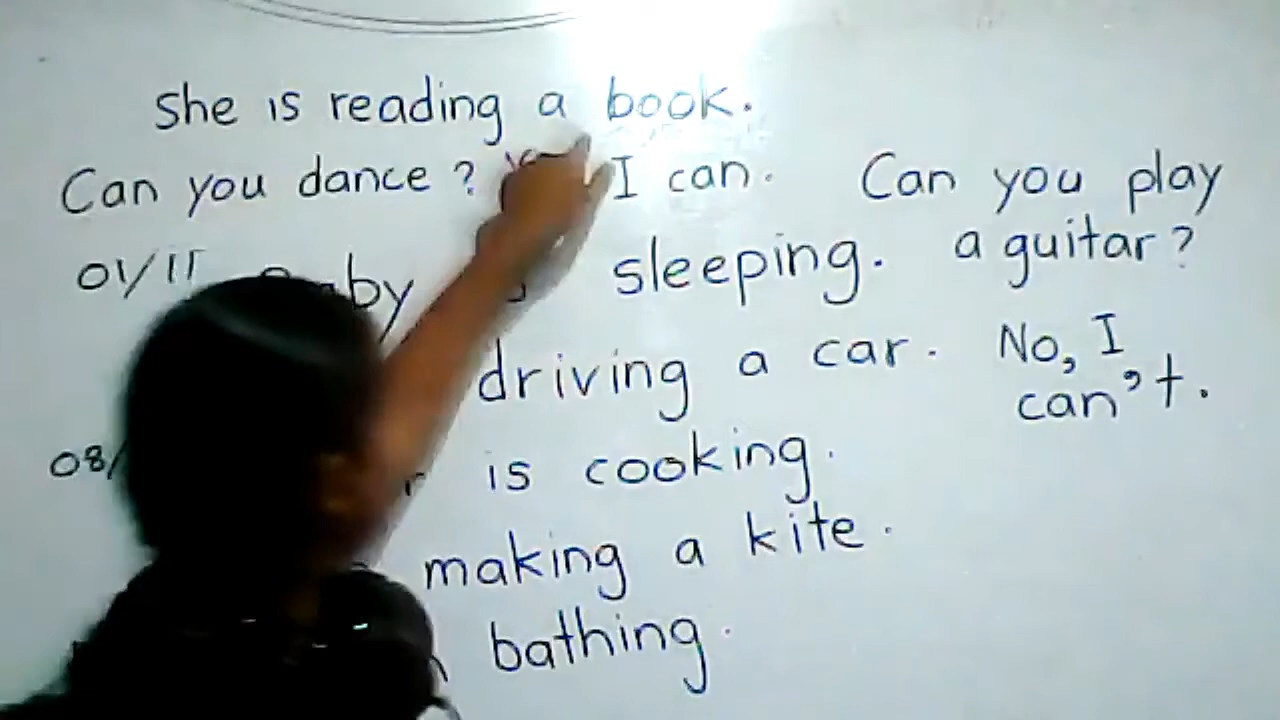 She is reading a book.
Can you dance? I can.
Can you play
a guitar?
01/11 sleeping.
driving a car.
No, I
can't.
08/ is cooking.
making a kite.
bathing.